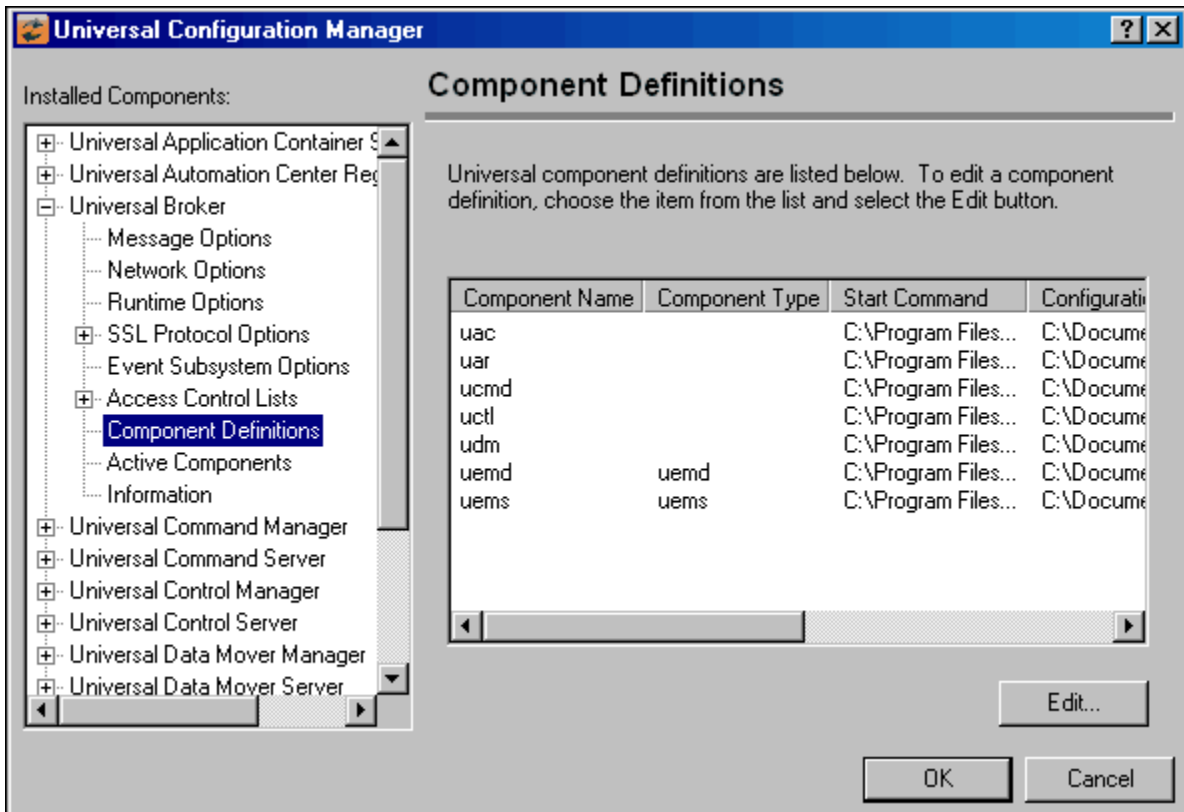 Universal Configuration Manager
Installed Components:
Universal Application Container S
Universal Automation Center Reg
Universal Broker
Message Options
Network Options
Runtime Options
SSL Protocol Options
Event Subsystem Options
Access Control Lists
Component Definitions
Active Components
Information
Universal Command Manager
Universal Command Server
Universal Control Manager
Universal Control Server
Universal Data Mover Manager
Universal Data Mover Server
Component Definitions
Universal component definitions are listed below. To edit a component
definition, choose the item from the list and select the Edit button.
Component Name Component Type Start Command Configurati
uac C:\Program Files... C:\Docume
uar C:\Program Files... C:\Docume
ucmd C:\Program Files... C:\Docume
uctl C:\Program Files... C:\Docume
udm C:\Program Files... C:\Docume
uemd uemd C:\Program Files... C:\Docume
uems uems C:\Program Files... C:\Docume
Edit...
OK Cancel